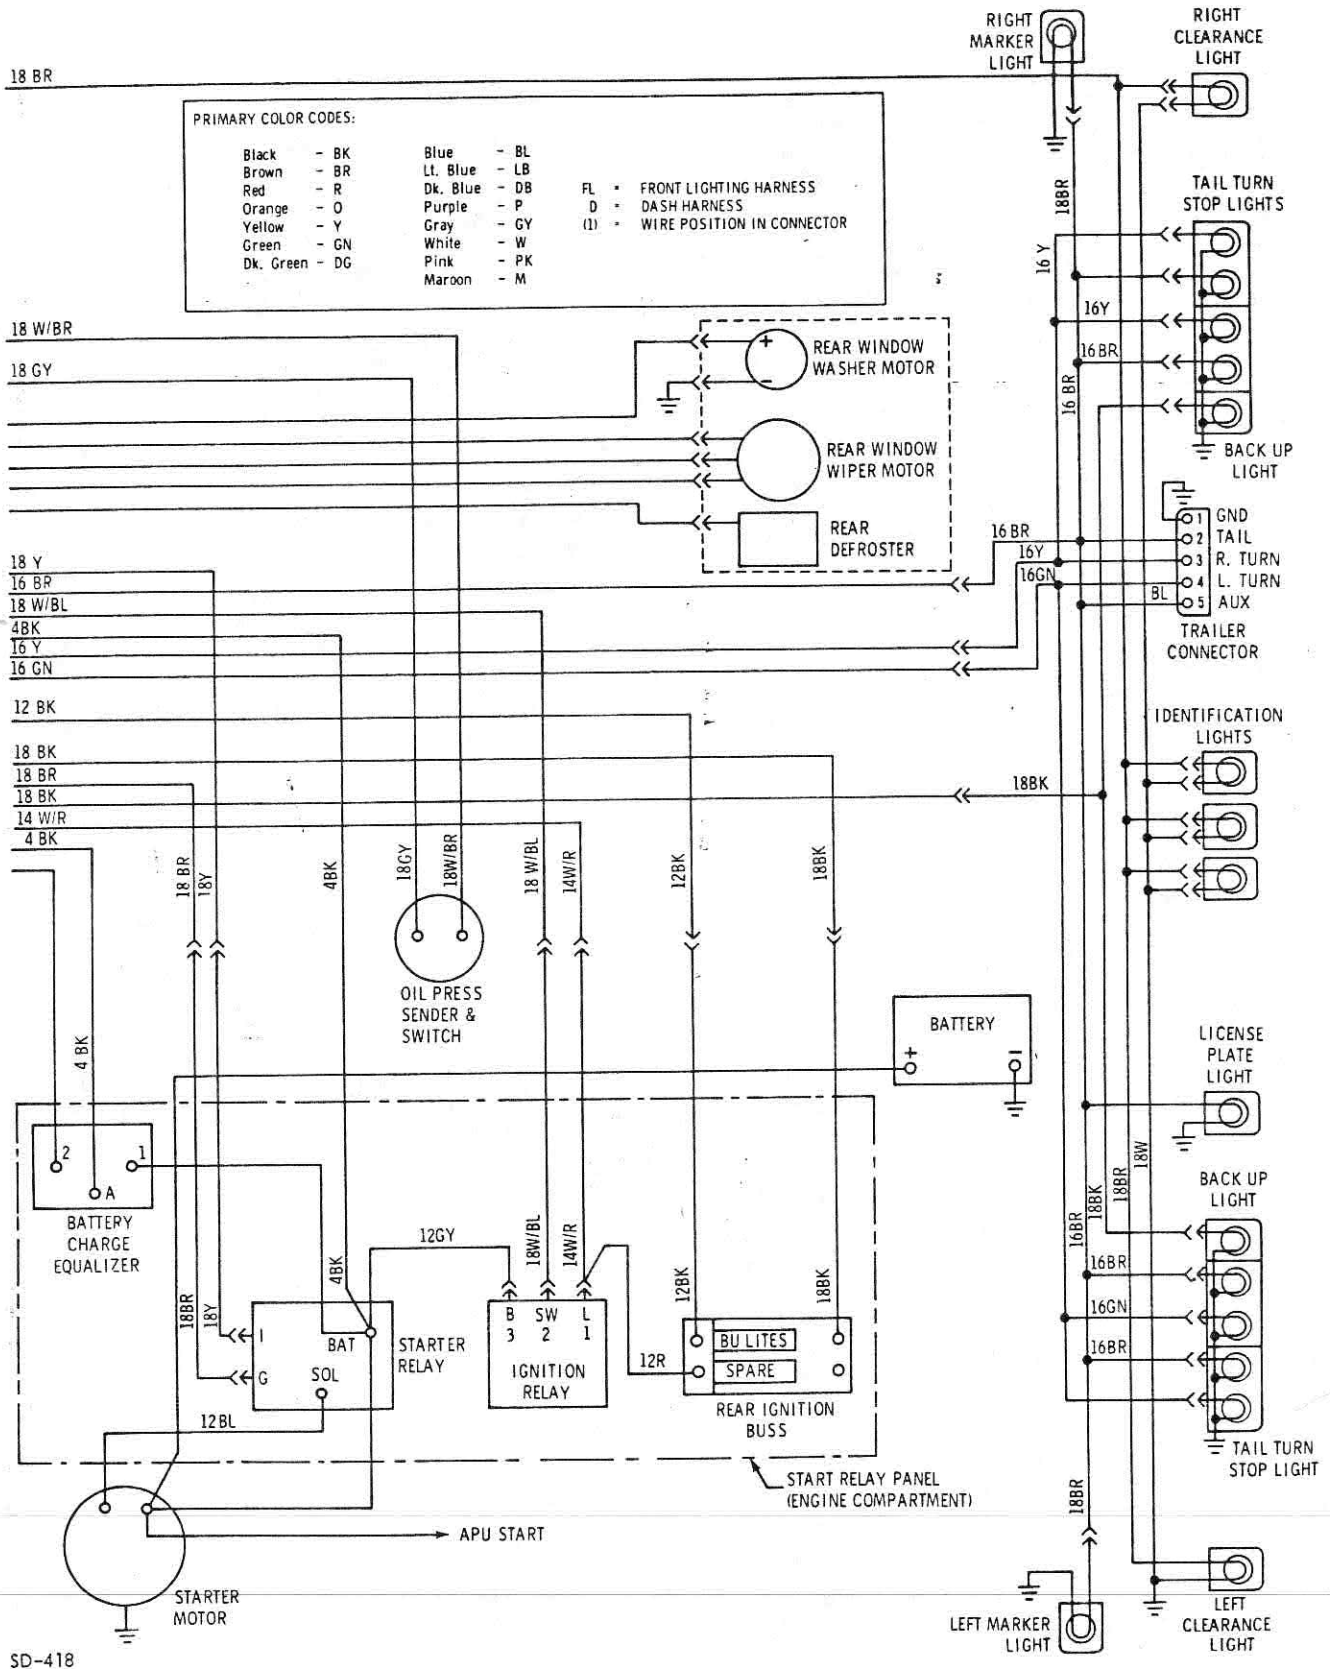 RIGHT
MARKER
LIGHT
RIGHT
CLEARANCE
LIGHT
18 BR
PRIMARY COLOR CODES:
Black - BK
Brown - BR
Red - R
Orange - O
Yellow - Y
Green - GN
Dk. Green - DG
Blue - BL
Lt. Blue - LB
Dk. Blue - DB
Purple - P
Gray - GY
White - W
Pink - PK
Maroon - M
FL = FRONT LIGHTING HARNESS
D = DASH HARNESS
(1) - WIRE POSITION IN CONNECTOR
18BR
TAIL TURN
STOP LIGHTS
16 Y
16Y
16BR
16 BR
BACK UP
LIGHT
18 W/BR
18 GY
+
-
REAR WINDOW
WASHER MOTOR
REAR WINDOW
WIPER MOTOR
REAR
DEFROSTER
16 BR
16Y
16GN
BL
1 GND
2 TAIL
3 R. TURN
4 L. TURN
5 AUX
TRAILER
CONNECTOR
18 Y
16 BR
18 W/BL
4BK
16 Y
16 GN
12 BK
18 BK
18 BR
18 BK
14 W/R
4 BK
18BK
IDENTIFICATION
LIGHTS
18 BR
18Y
4BK
18GY
18W/BR
18 W/BL
14W/R
12BK
18BK
OIL PRESS
SENDER &
SWITCH
BATTERY
+
-
LICENSE
PLATE
LIGHT
4 BK
2
1
A
BATTERY
CHARGE
EQUALIZER
18BR
18Y
4BK
12GY
18W/BL
14W/R
12BK
18BK
I
G
BAT
SOL
STARTER
RELAY
B
3
SW
2
L
1
IGNITION
RELAY
12R
BU LITES
SPARE
REAR IGNITION
BUSS
12BL
START RELAY PANEL
(ENGINE COMPARTMENT)
APU START
STARTER
MOTOR
16BR
18BK
18BR
18W
BACK UP
LIGHT
16BR
16GN
16BR
TAIL TURN
STOP LIGHT
18BR
LEFT MARKER
LIGHT
LEFT
CLEARANCE
LIGHT
SD-418